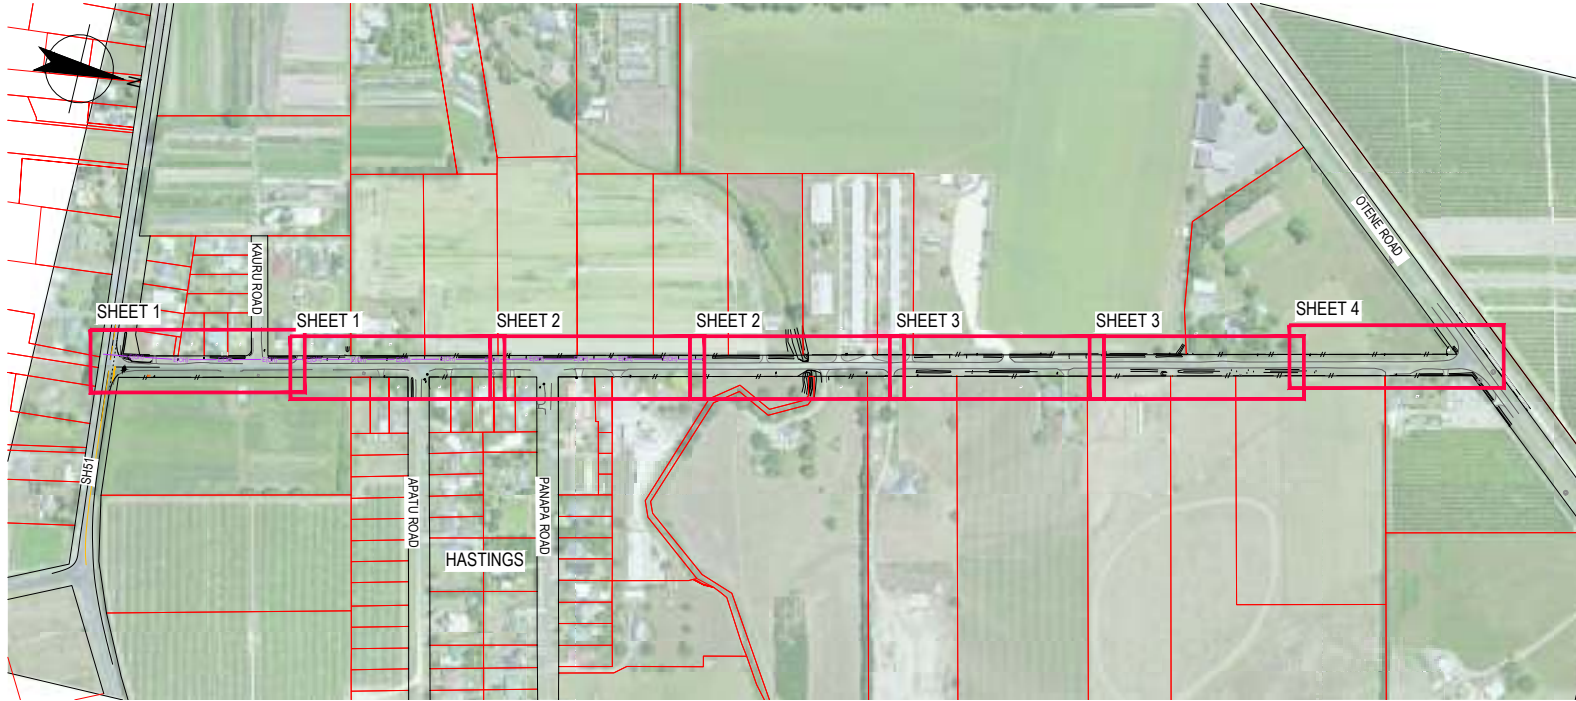 N
OTENE ROAD
KAURU ROAD
SHEET 1
SHEET 1
SHEET 2
SHEET 2
SHEET 3
SHEET 3
SHEET 4
SH51
APATU ROAD
PANAPA ROAD
HASTINGS